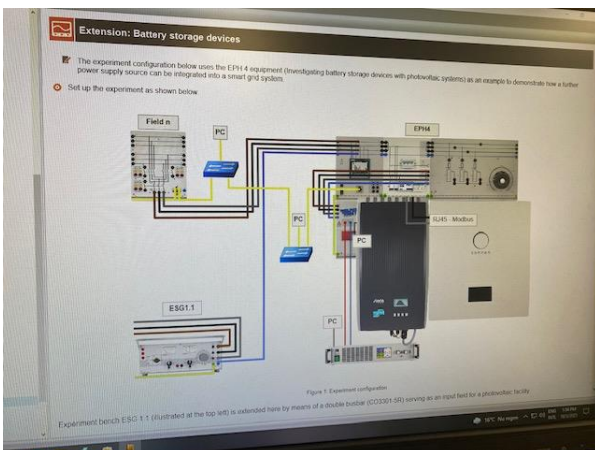 Extension: Battery storage devices
The experiment configuration below uses the EPH 4 equipment (Investigating battery storage devices with photovoltaic systems) as an example to demonstrate how a further
power supply source can be integrated into a smart grid system.
Set up the experiment as shown below.
Field n
PC
EPH4
PC
RJ45 - Modbus
PC
ESG1.1
PC
Figure 1: Experiment configuration
Experiment bench ESG 1.1 (illustrated at the top left) is extended here by means of a double busbar (CO3301-5R) serving as an input field for a photovoltaic facility.